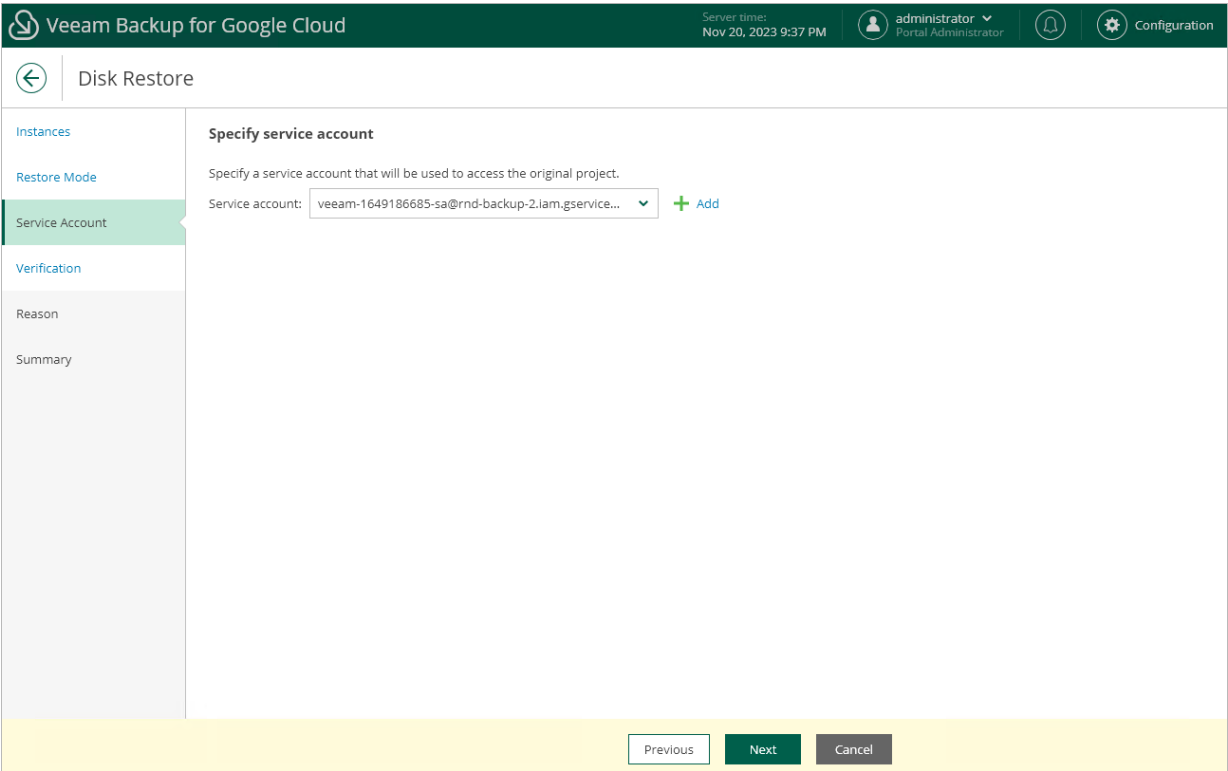 Veeam Backup for Google Cloud
Server time:
Nov 20, 2023 9:37 PM
administrator
Portal Administrator
Configuration
Disk Restore
Instances
Restore Mode
Service Account
Verification
Reason
Summary
Specify service account
Specify a service account that will be used to access the original project.
Service account: veeam-1649186685-sa@rnd-backup-2.iam.gservice... Add
Previous Next Cancel